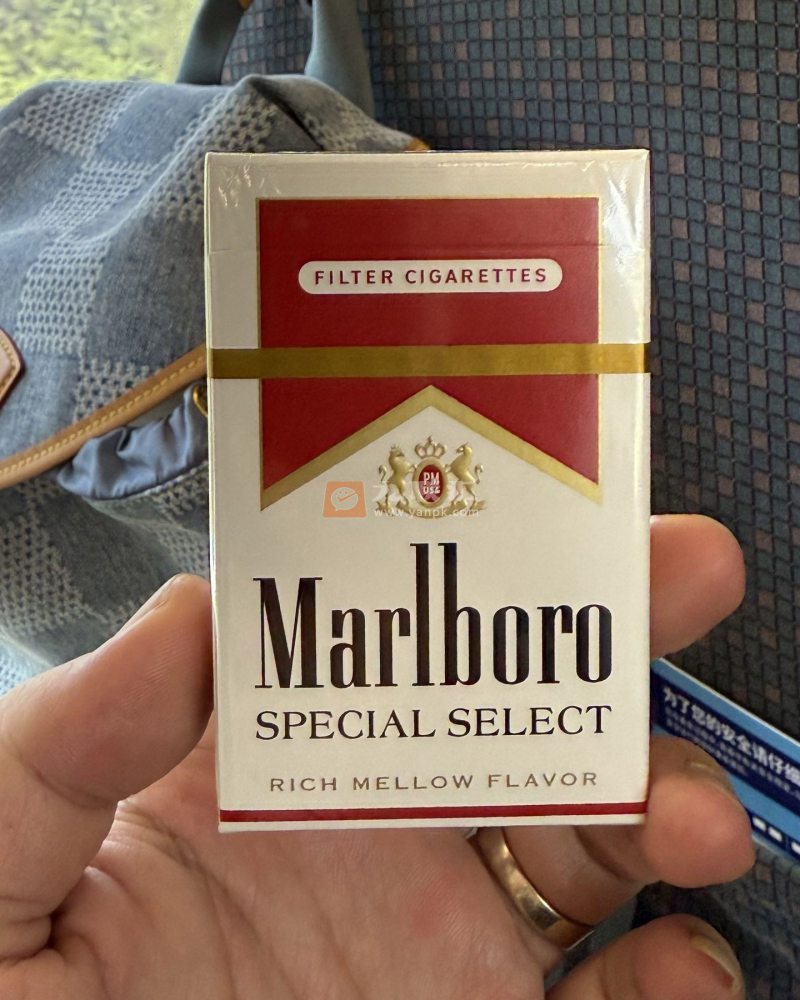 FILTER CIGARETTES
PM
USA
www.yanpk.com
Marlboro
SPECIAL SELECT
RICH MELLOW FLAVOR
为了您的安全请仔细